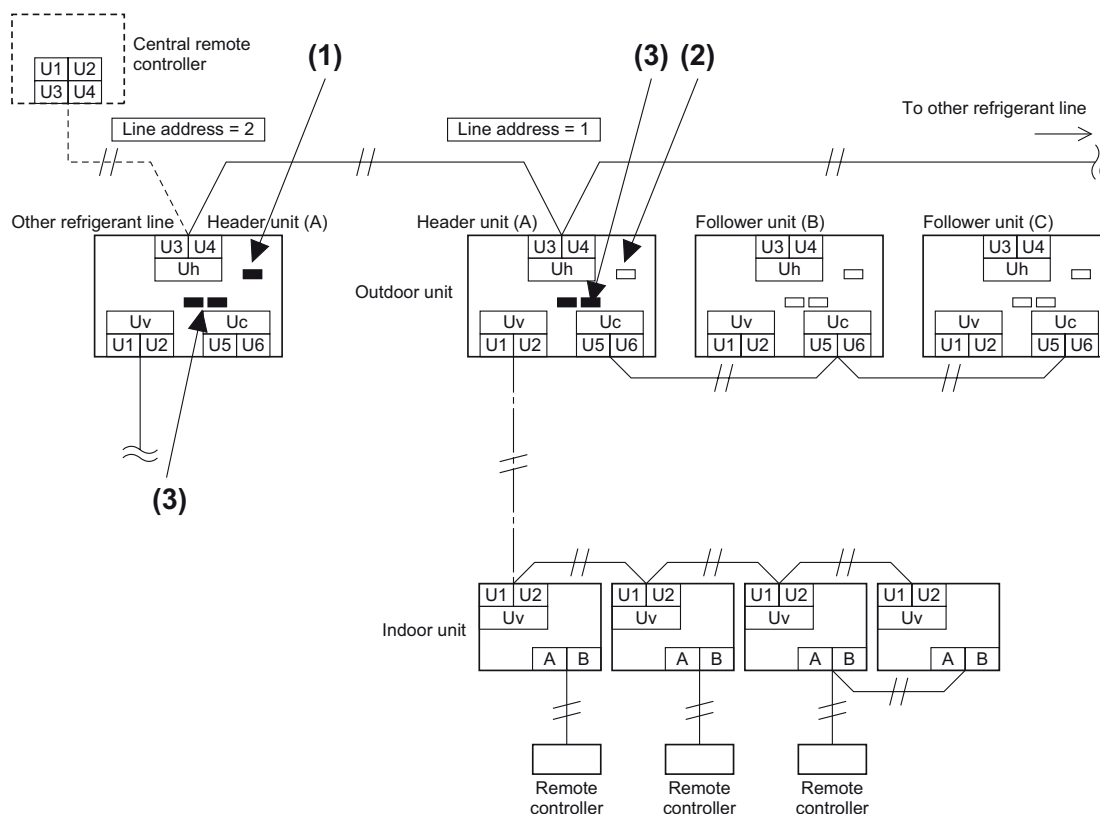 Central remote
controller
U1 U2
U3 U4
(1)
(3) (2)
To other refrigerant line
Line address = 2
Line address = 1
Other refrigerant line
Header unit (A)
Header unit (A)
Follower unit (B)
Follower unit (C)
U3 U4
Uh
U3 U4
Uh
U3 U4
Uh
U3 U4
Uh
Outdoor unit
Uv
Uc
Uv
Uc
Uv
Uc
Uv
Uc
U1 U2
U5 U6
U1 U2
U5 U6
U1 U2
U5 U6
U1 U2
U5 U6
(3)
U1 U2
U1 U2
U1 U2
U1 U2
Uv
Uv
Uv
Uv
Indoor unit
A B
A B
A B
A B
Remote
controller
Remote
controller
Remote
controller